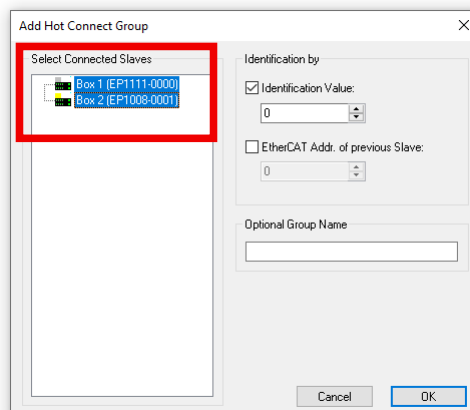 Add Hot Connect Group
Select Connected Slaves
Box 1 (EP1111-0000)
Box 2 (EP1008-0001)
Identification by
Identification Value:
0
EtherCAT Addr. of previous Slave:
0
Optional Group Name
Cancel
OK